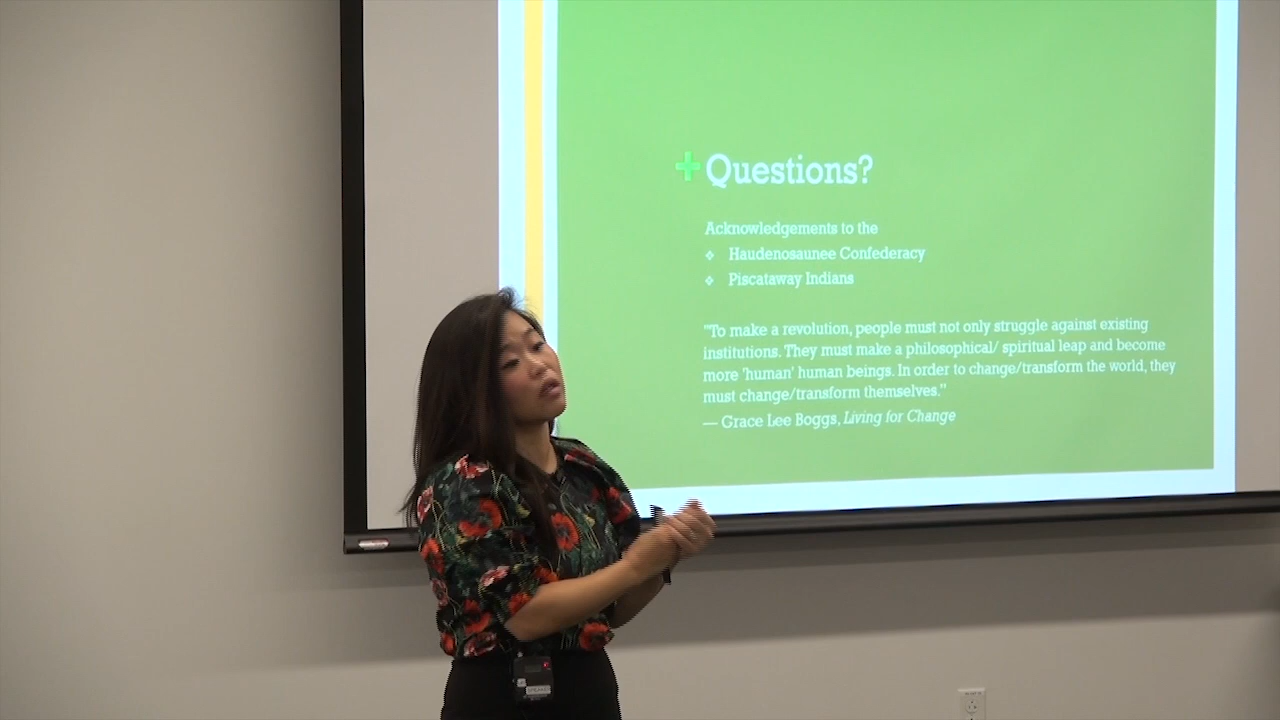 Questions?
Acknowledgements to the
❖ Haudenosaunee Confederacy
❖ Piscataway Indians
"To make a revolution, people must not only struggle against existing
institutions. They must make a philosophical/ spiritual leap and become
more 'human' human beings. In order to change/transform the world, they
must change/transform themselves."
— Grace Lee Boggs, Living for Change